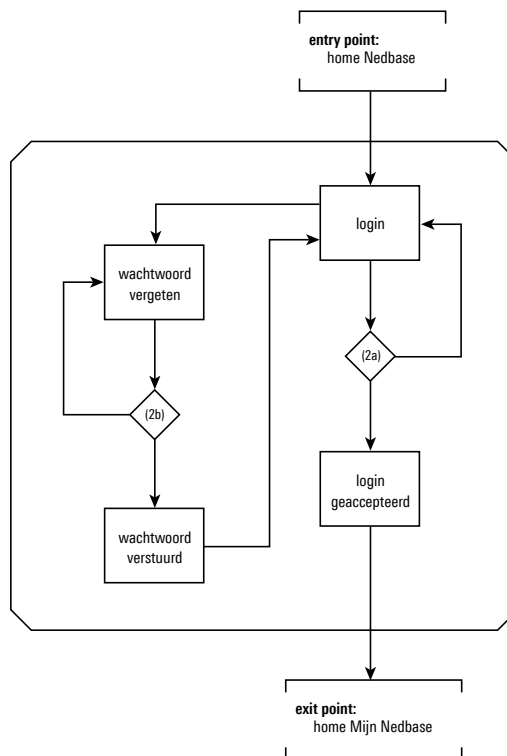 entry point:
home Nedbase
login
wachtwoord
vergeten
(2a)
(2b)
login
geaccepteerd
wachtwoord
verstuurd
exit point:
home Mijn Nedbase